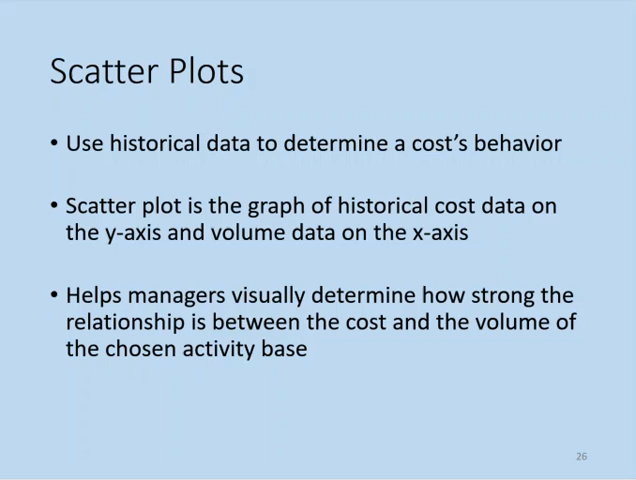 Scatter Plots
• Use historical data to determine a cost’s behavior
• Scatter plot is the graph of historical cost data on
the y-axis and volume data on the x-axis
• Helps managers visually determine how strong the
relationship is between the cost and the volume of
the chosen activity base
26